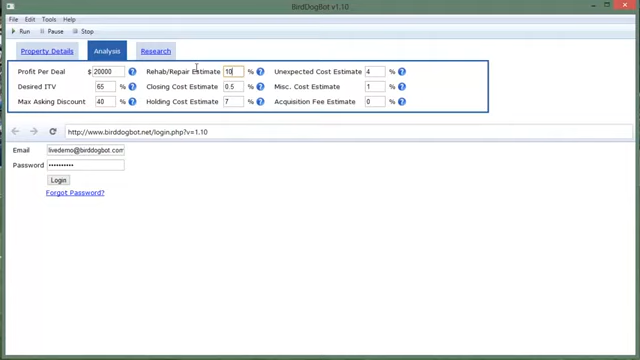 BirdDogBot v1.10
File Edit Tools Help
Run Pause Stop
Property Details Analysis Research
Profit Per Deal $ 20000 ? Rehab/Repair Estimate 10 % ? Unexpected Cost Estimate 4 % ?
Desired ITV 65 % ? Closing Cost Estimate 0.5 % ? Misc. Cost Estimate 1 % ?
Max Asking Discount 40 % ? Holding Cost Estimate 7 % ? Acquisition Fee Estimate 0 % ?
http://www.birddogbot.net/login.php?v=1.10
Email livedemo@birddogbot.com
Password ••••••••••
Login
Forgot Password?